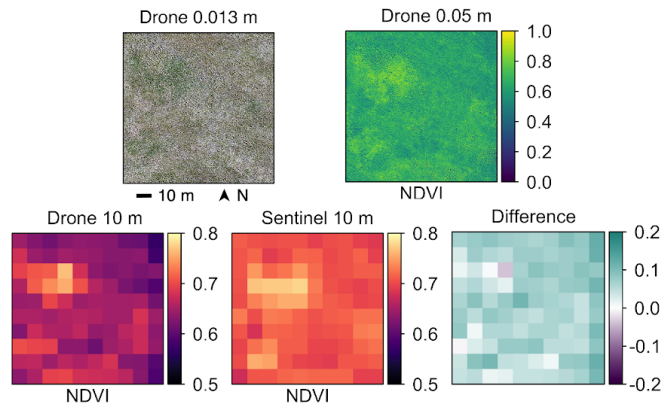 Drone 0.013 m
Drone 0.05 m
1.0
0.8
0.6
0.4
0.2
0.0
10 m
N
NDVI
Drone 10 m
0.8
0.7
0.6
0.5
NDVI
Sentinel 10 m
0.8
0.7
0.6
0.5
NDVI
Difference
0.2
0.1
0.0
-0.1
-0.2